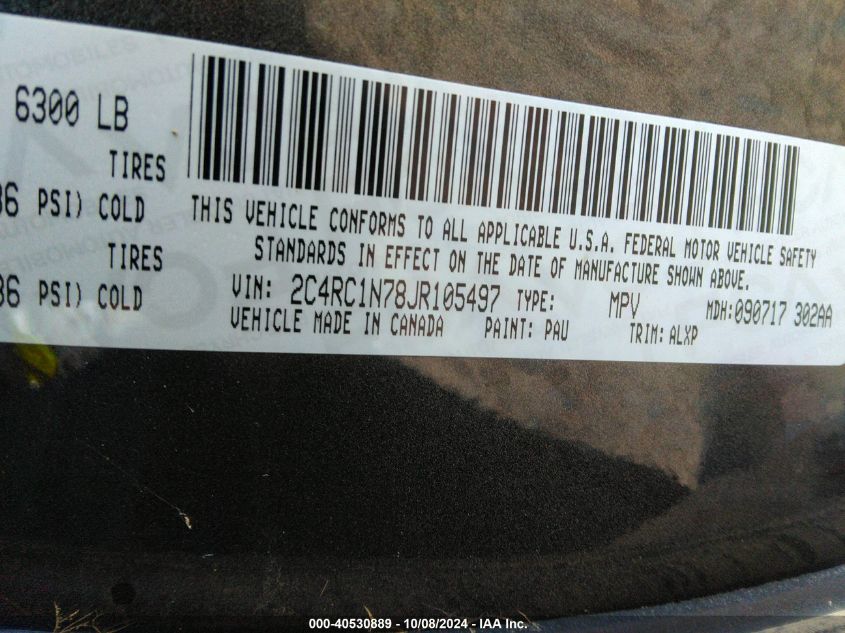 6300 LB
TIRES
36 PSI) COLD
TIRES
36 PSI) COLD
THIS VEHICLE CONFORMS TO ALL APPLICABLE U.S.A. FEDERAL MOTOR VEHICLE SAFETY
STANDARDS IN EFFECT ON THE DATE OF MANUFACTURE SHOWN ABOVE.
VIN: 2C4RC1N78JR105497 TYPE: MPV MDH:090717 302AA
VEHICLE MADE IN CANADA PAINT: PAU TRIM: ALXP
000-40530889 - 10/08/2024 - IAA Inc.